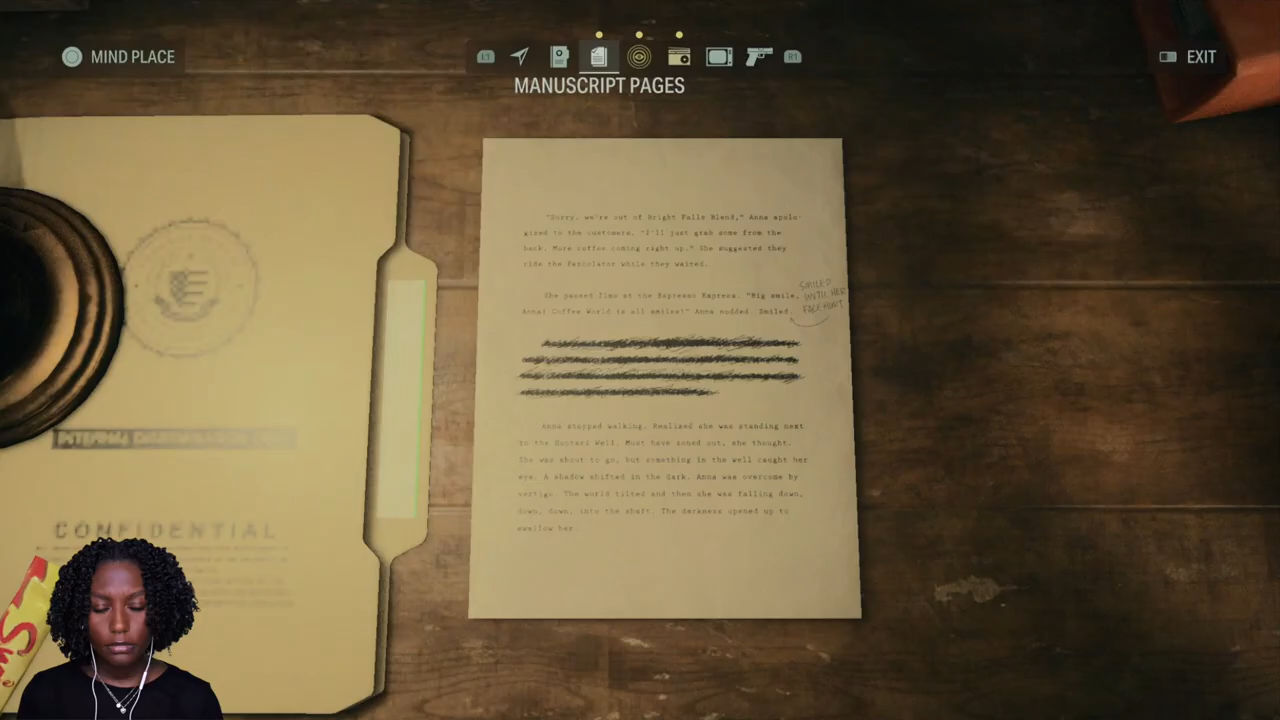 MIND PLACE
L1
R1
EXIT
MANUSCRIPT PAGES
"Sorry, we're out of Bright Falls Blend," Anna apolo-
gized to the customers. "I'll just grab some from the
back. More coffee coming right up." She suggested they
ride the Percolator while they waited.
She passed Ilmo at the Espresso Express. "Big smile,
Anna! Coffee World is all smiles!" Anna nodded. Smiled.
SMILED
UNTIL HER
FACE HURT
Anna stopped walking. Realized she was standing next
to the Huotari Well. Must have zoned out, she thought.
She was about to go, but something in the well caught her
eye. A shadow shifted in the dark. Anna was overcome by
vertigo. The world tilted and then she was falling down,
down, down, into the shaft. The darkness opened up to
swallow her
CONFIDENTIAL